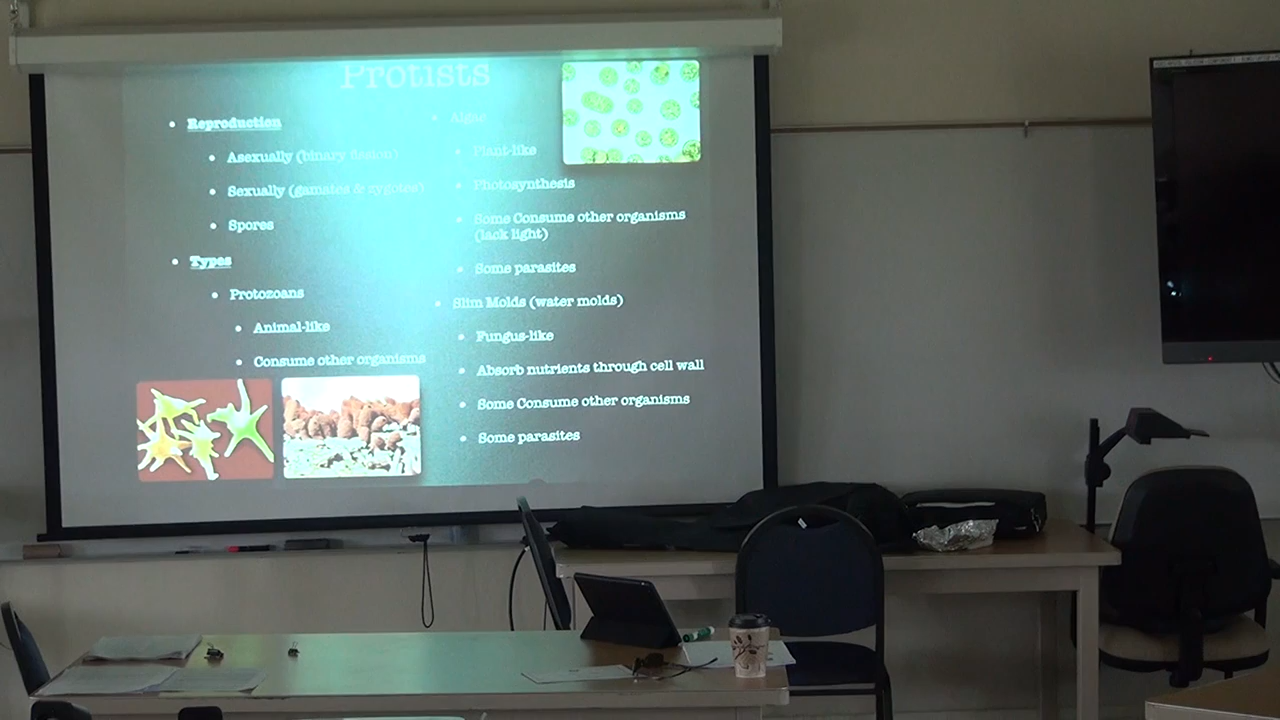 Protists
Reproduction
Asexually (binary fission)
Sexually (gamates & zygotes)
Spores
Types
Protozoans
Animal-like
Consume other organisms
Algae
Plant-like
Photosynthesis
Some Consume other organisms
(lack light)
Some parasites
Slim Molds (water molds)
Fungus-like
Absorb nutrients through cell wall
Some Consume other organisms
Some parasites